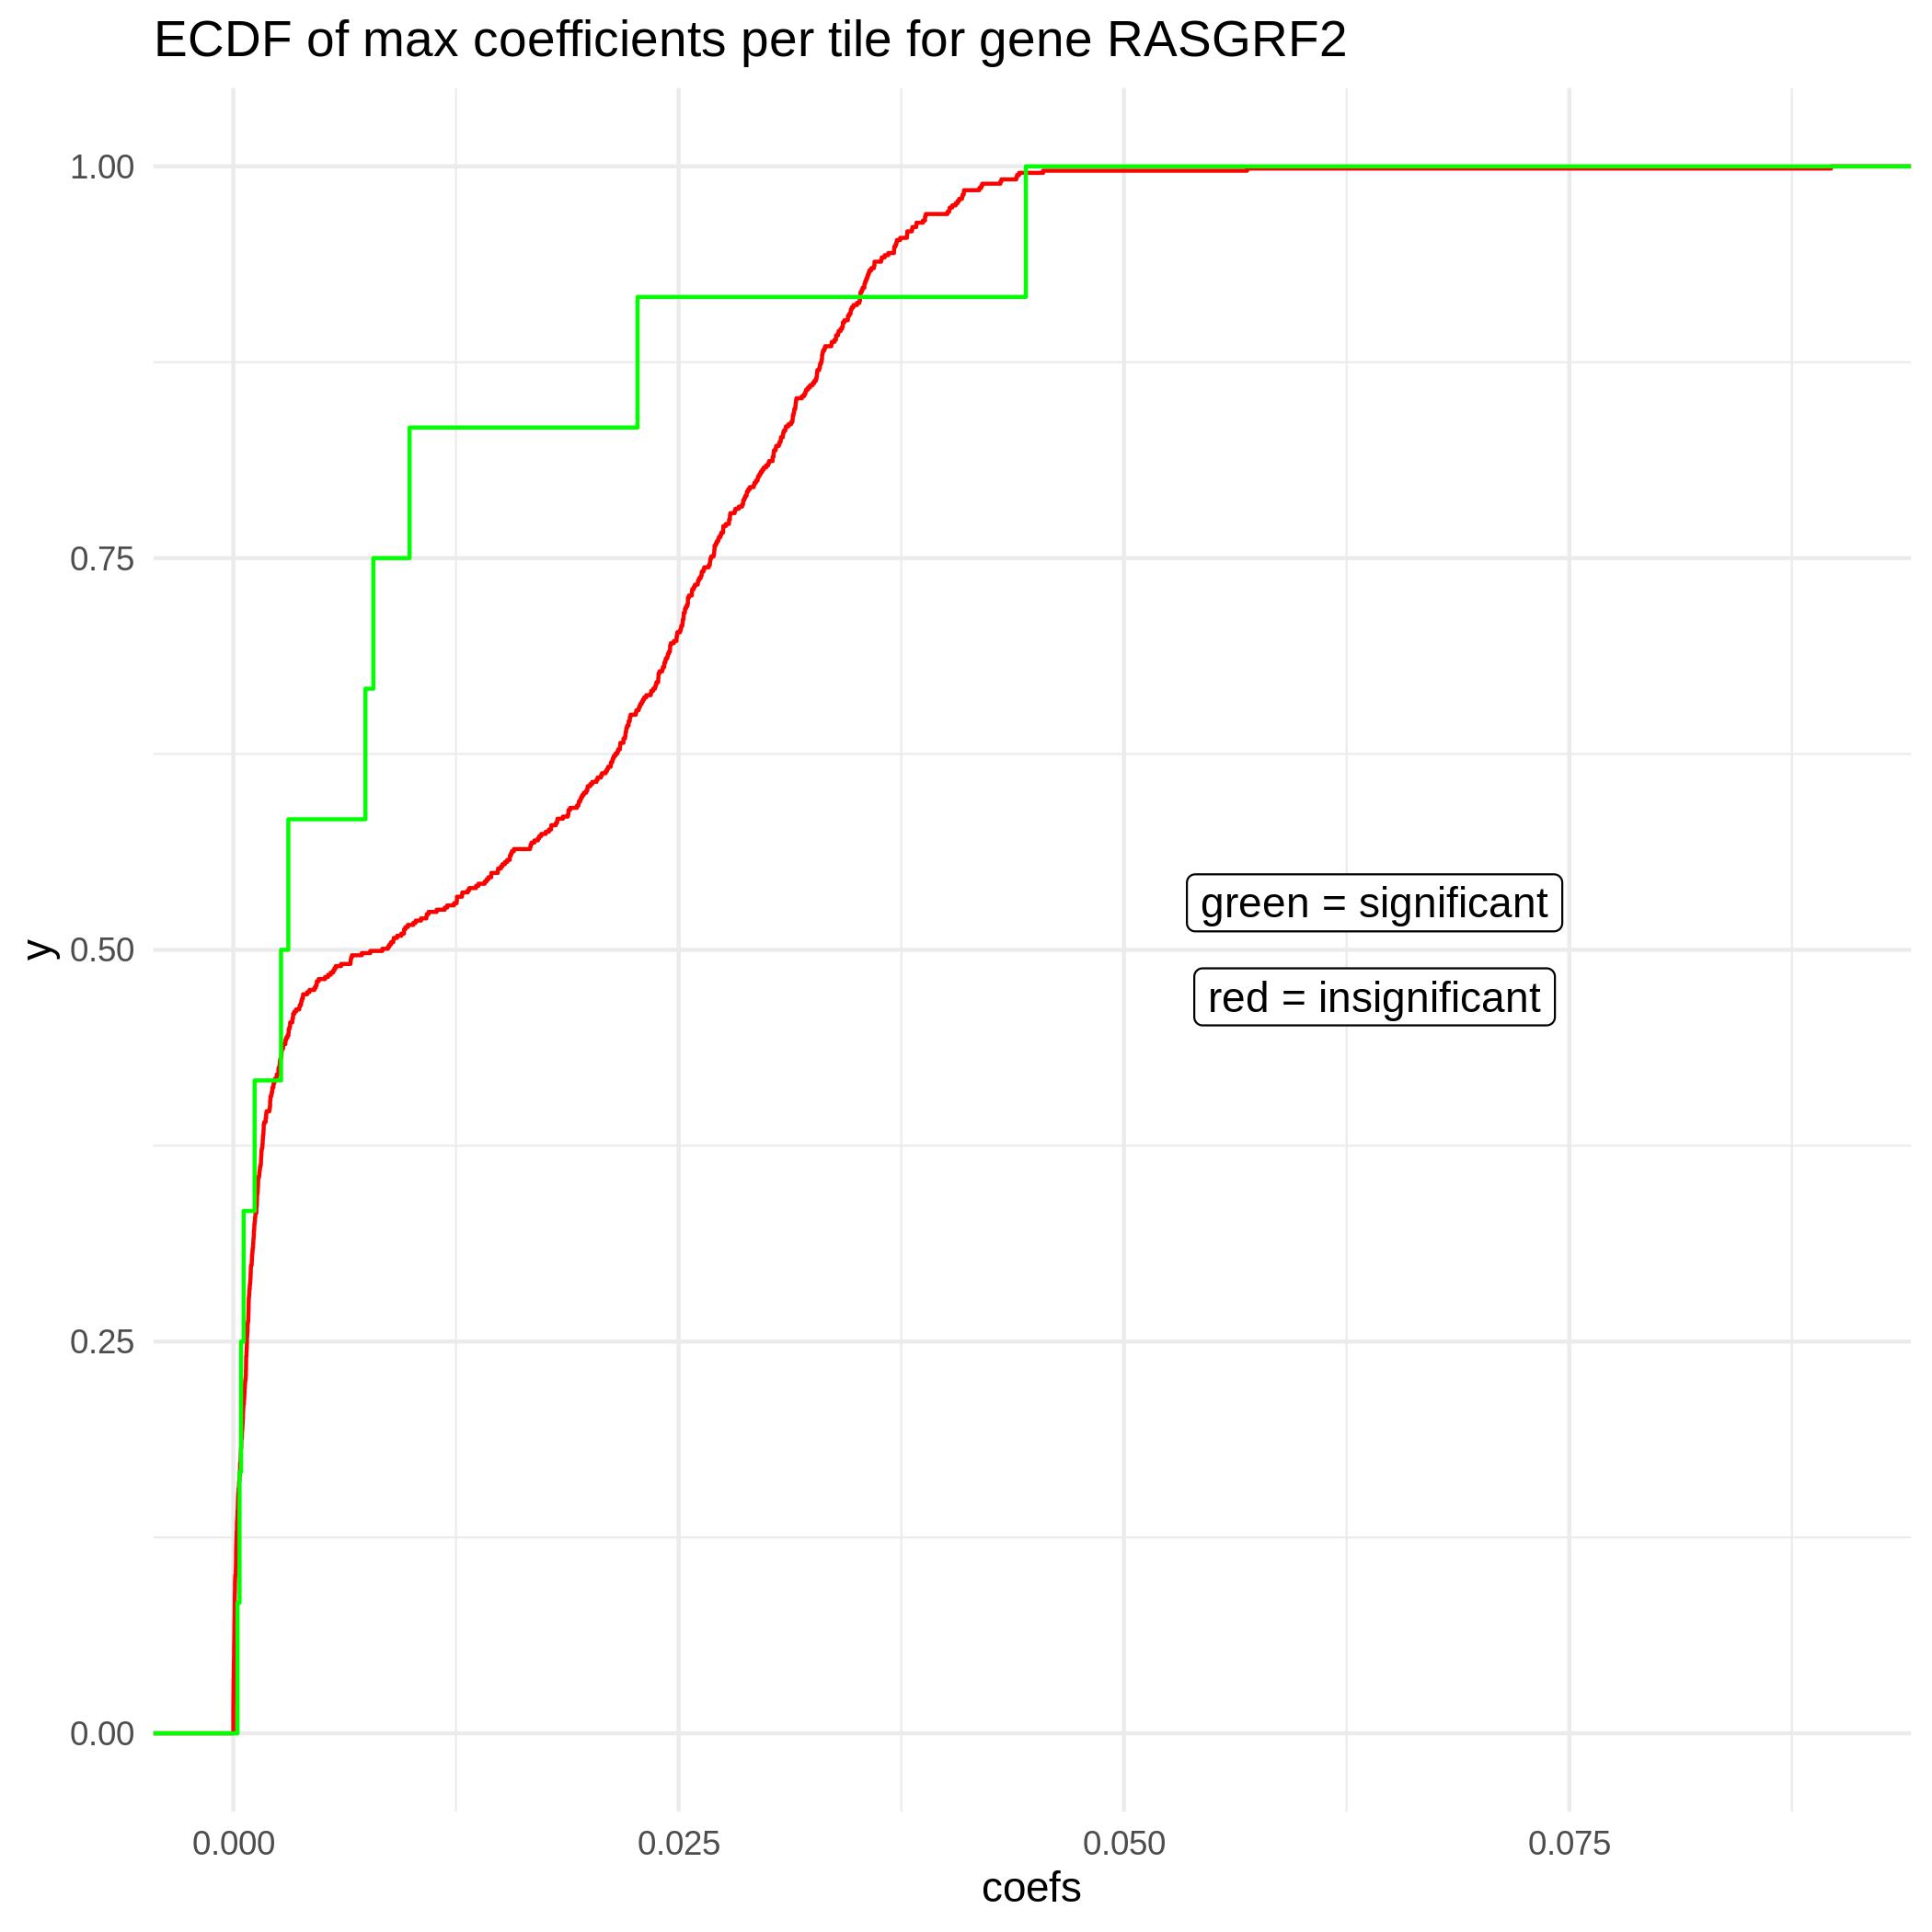 ECDF of max coefficients per tile for gene RASGRF2
1.00
0.75
0.50
0.25
0.00
y
green = significant
red = insignificant
0.000 0.025 0.050 0.075
coefs